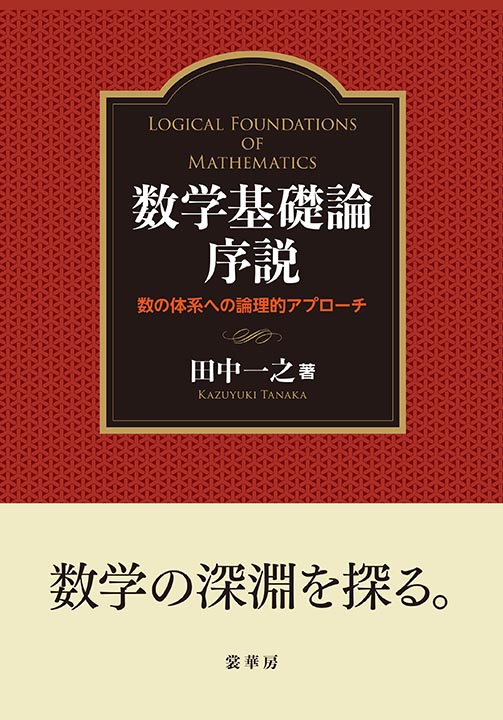 LOGICAL FOUNDATIONS
OF
MATHEMATICS
数学基礎論
序説
数の体系への論理的アプローチ
田中一之 著
KAZUYUKI TANAKA
数学の深淵を探る。
裳華房